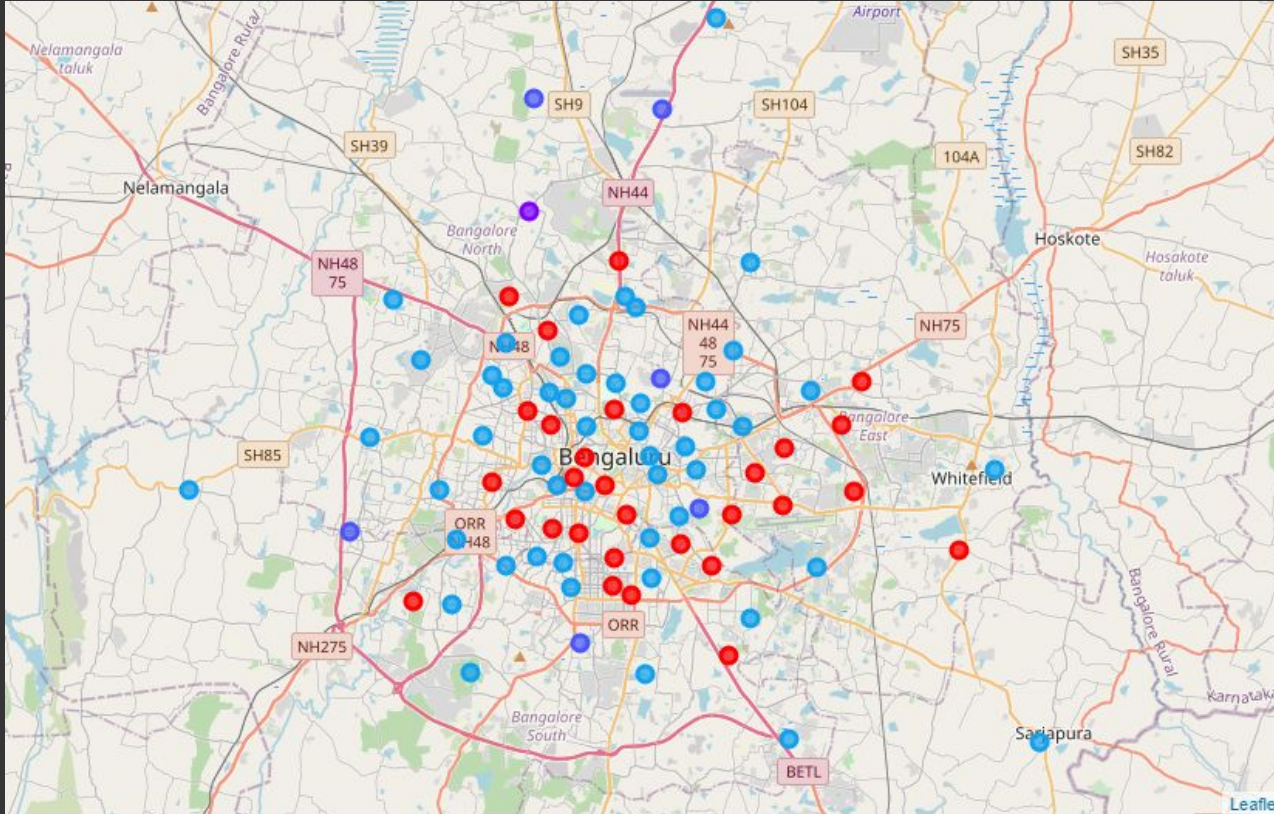 Airport
Nelamangala
taluk
Bangalore Rural
SH35
SH9
SH104
SH39
104A
SH82
Nelamangala
NH44
Bangalore
North
Hoskote
Hosakote
taluk
NH48
75
NH44
48
75
NH75
NH48
Bangalore
East
SH85
Bengaluru
Whitefield
ORR
NH48
Bangalore Rural
ORR
NH275
Karnataka
Bangalore
South
Sarjapura
BETL
Leafle